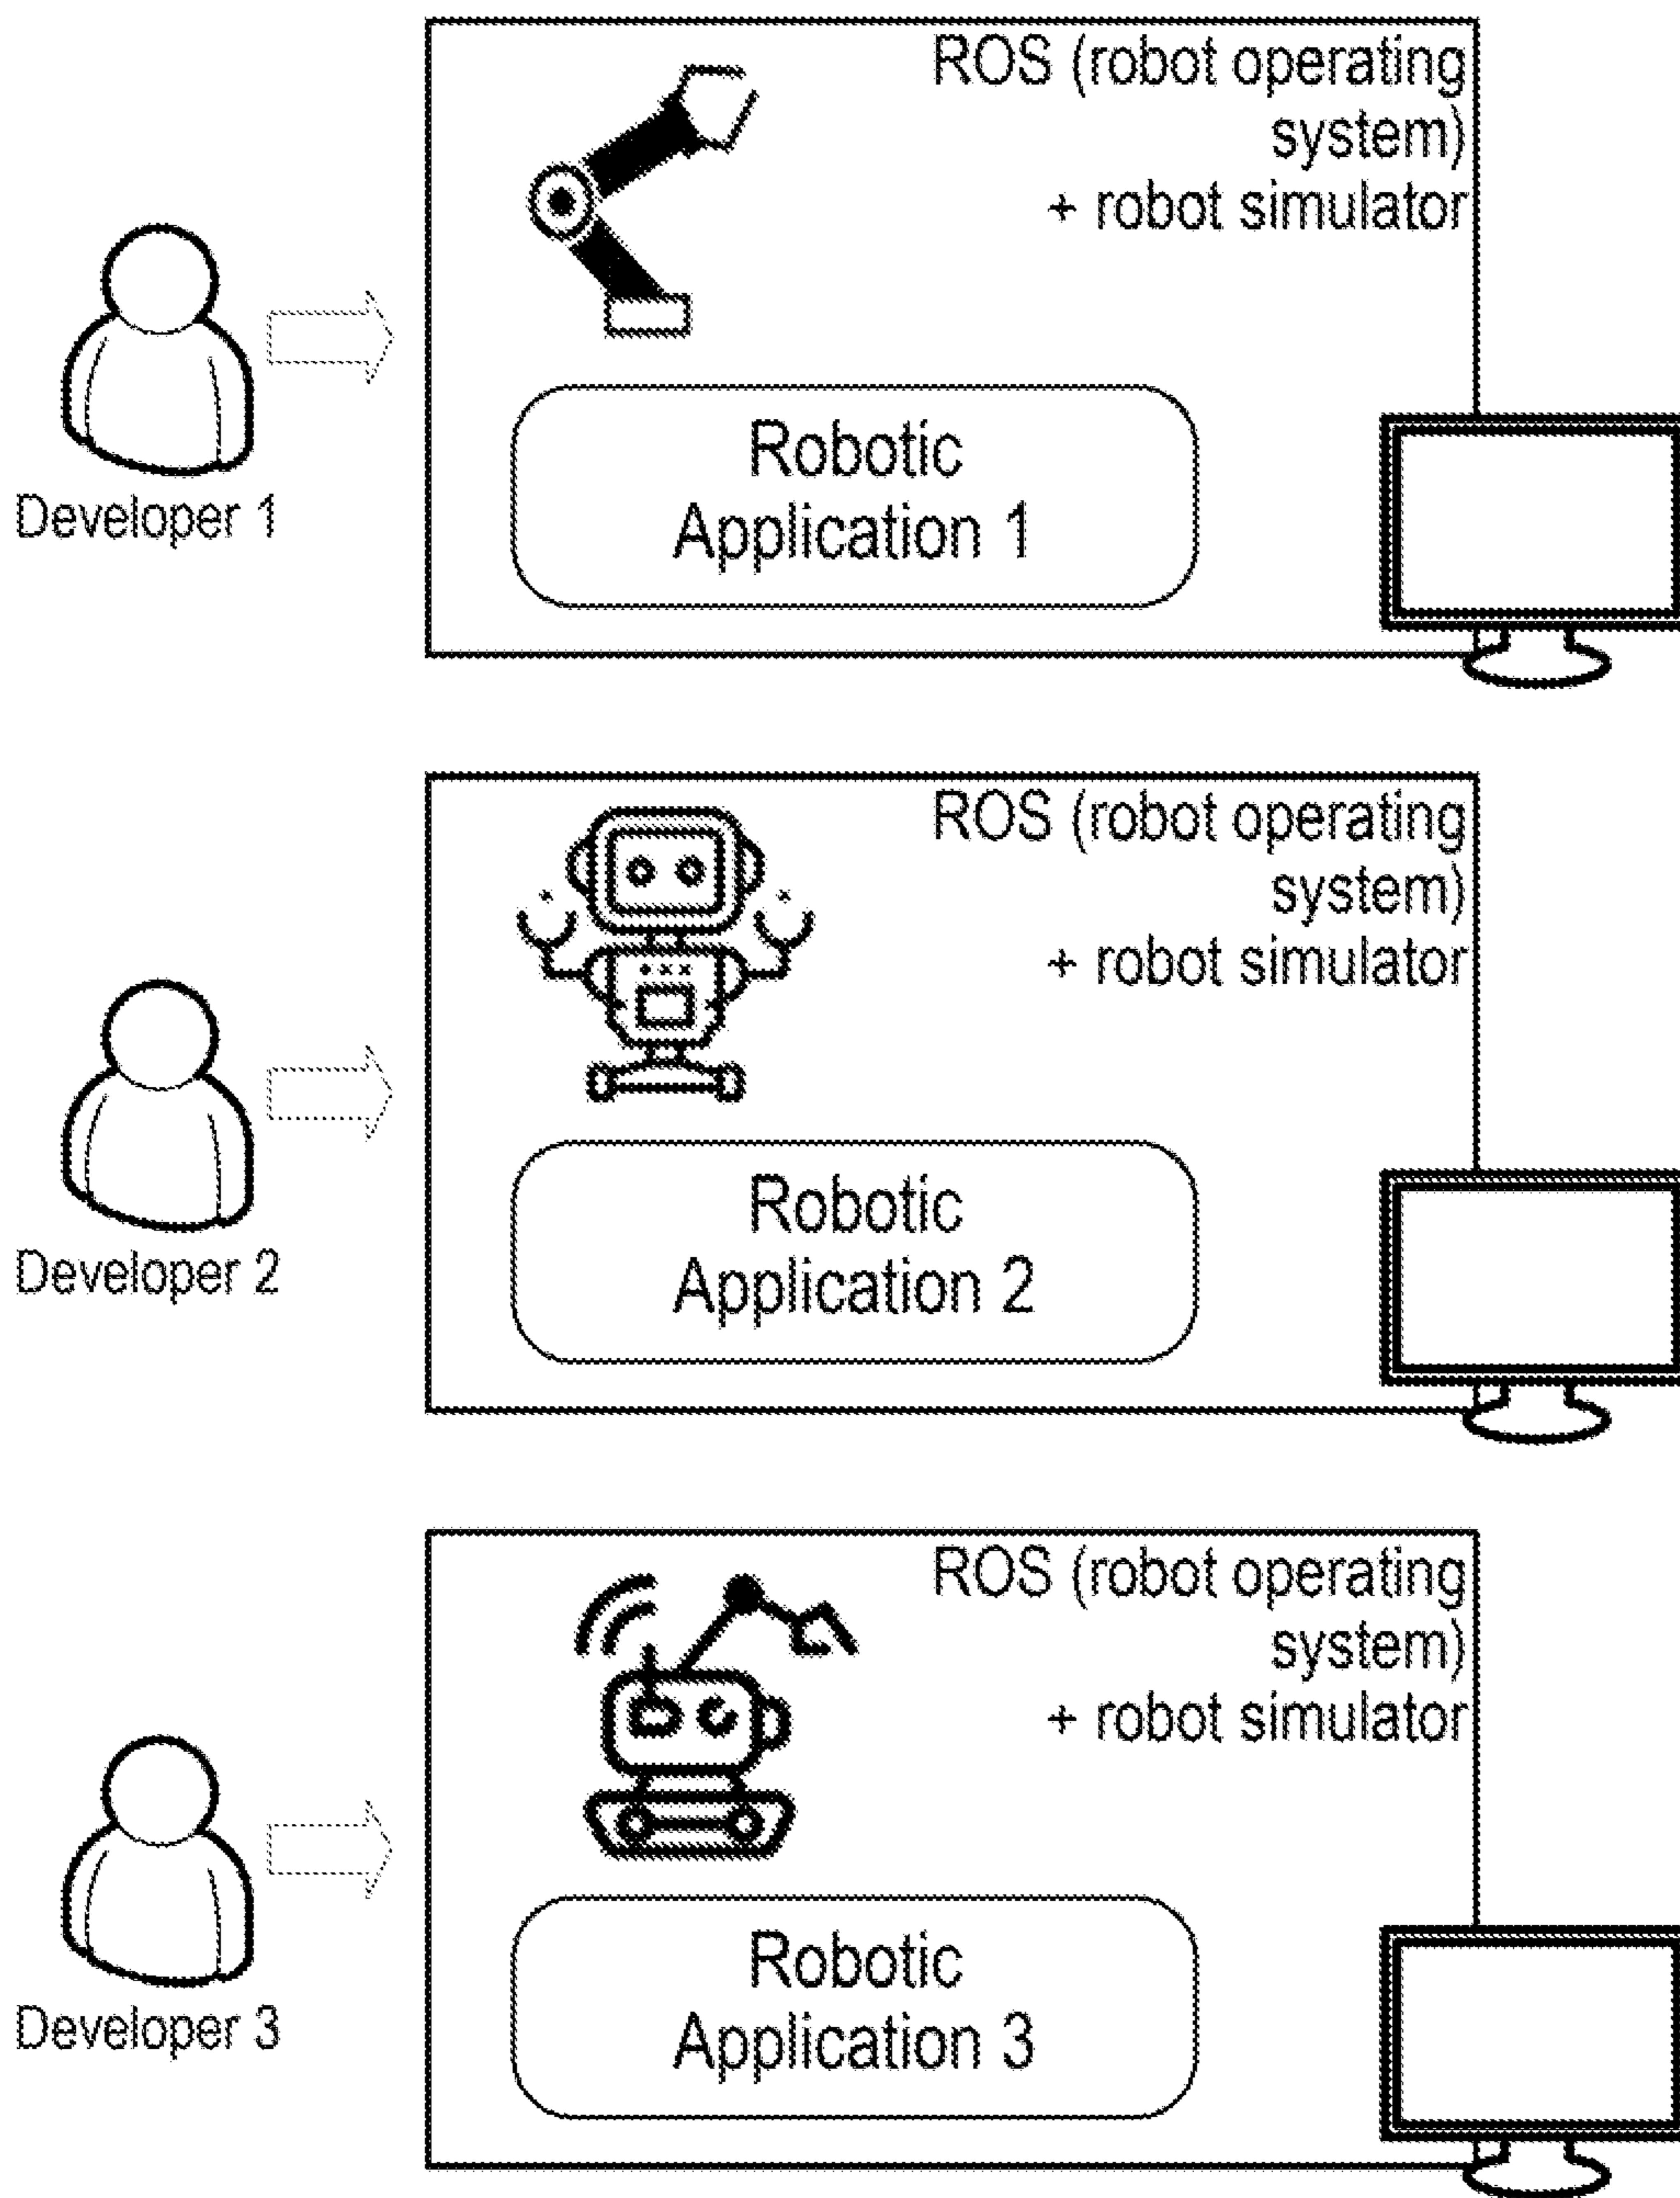 ROS (robot operating
system)
+ robot simulator
Developer 1
Robotic
Application 1
ROS (robot operating
system)
+ robot simulator
Developer 2
Robotic
Application 2
ROS (robot operating
system)
+ robot simulator
Developer 3
Robotic
Application 3